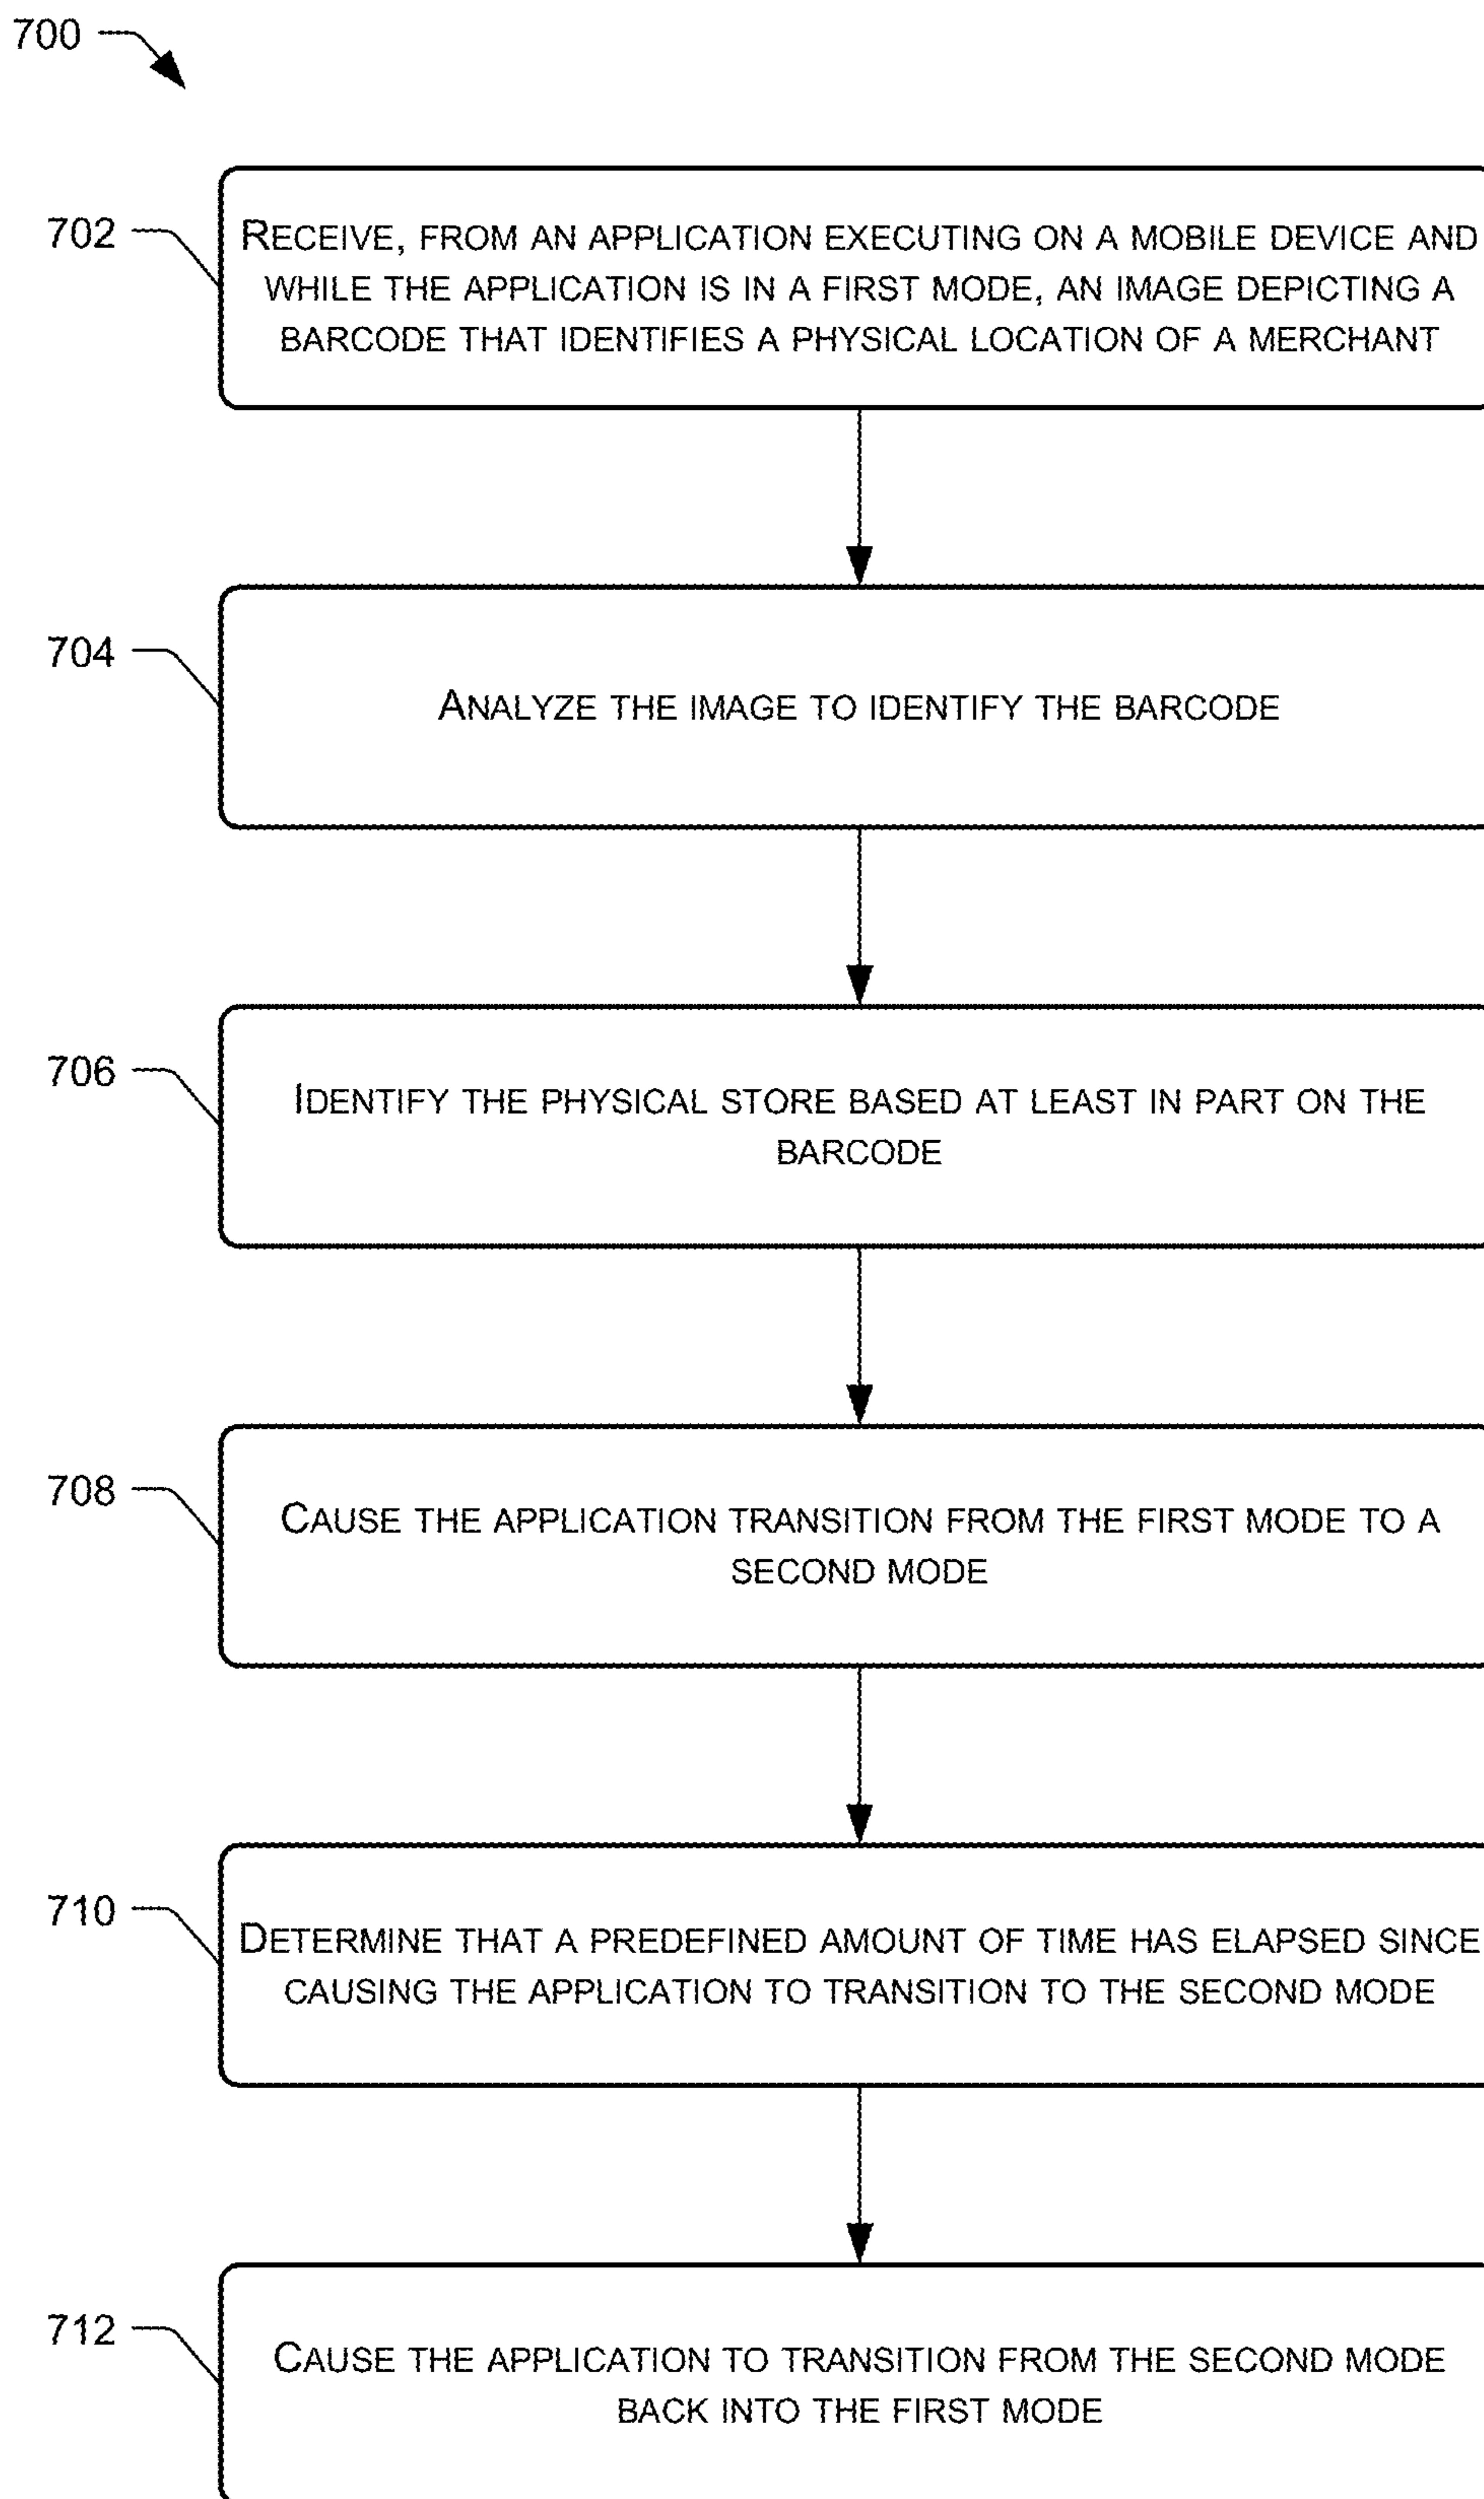 700
702
RECEIVE, FROM AN APPLICATION EXECUTING ON A MOBILE DEVICE AND
WHILE THE APPLICATION IS IN A FIRST MODE, AN IMAGE DEPICTING A
BARCODE THAT IDENTIFIES A PHYSICAL LOCATION OF A MERCHANT
704
ANALYZE THE IMAGE TO IDENTIFY THE BARCODE
706
IDENTIFY THE PHYSICAL STORE BASED AT LEAST IN PART ON THE
BARCODE
708
CAUSE THE APPLICATION TRANSITION FROM THE FIRST MODE TO A
SECOND MODE
710
DETERMINE THAT A PREDEFINED AMOUNT OF TIME HAS ELAPSED SINCE
CAUSING THE APPLICATION TO TRANSITION TO THE SECOND MODE
712
CAUSE THE APPLICATION TO TRANSITION FROM THE SECOND MODE
BACK INTO THE FIRST MODE